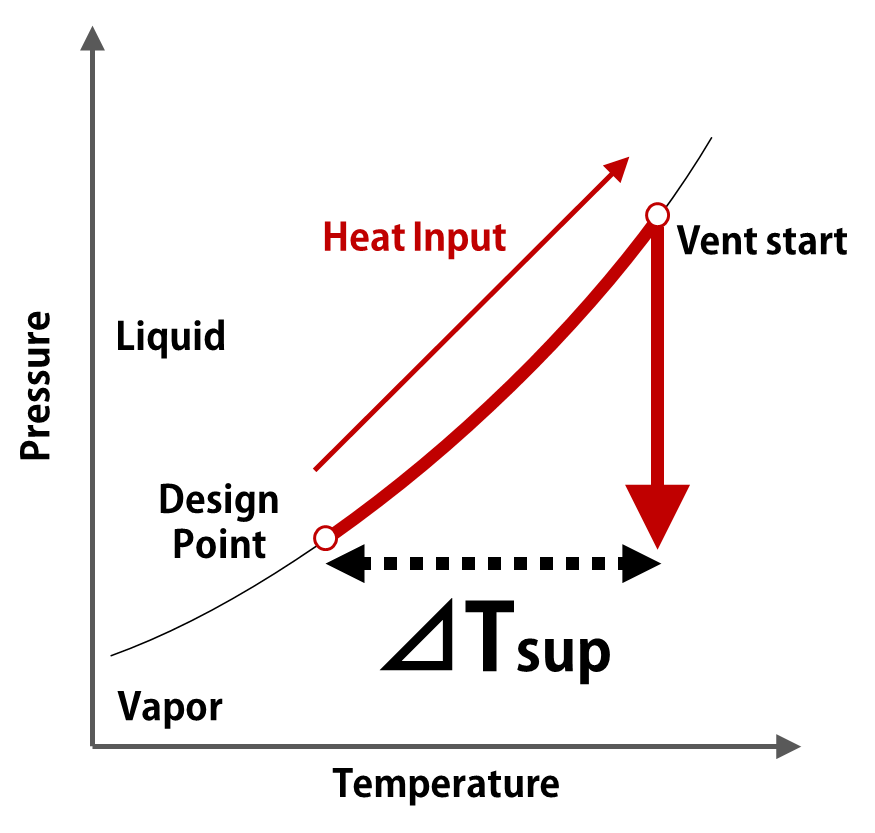 Heat Input
Vent start
Liquid
Pressure
Design
Point
⊿Tsup
Vapor
Temperature